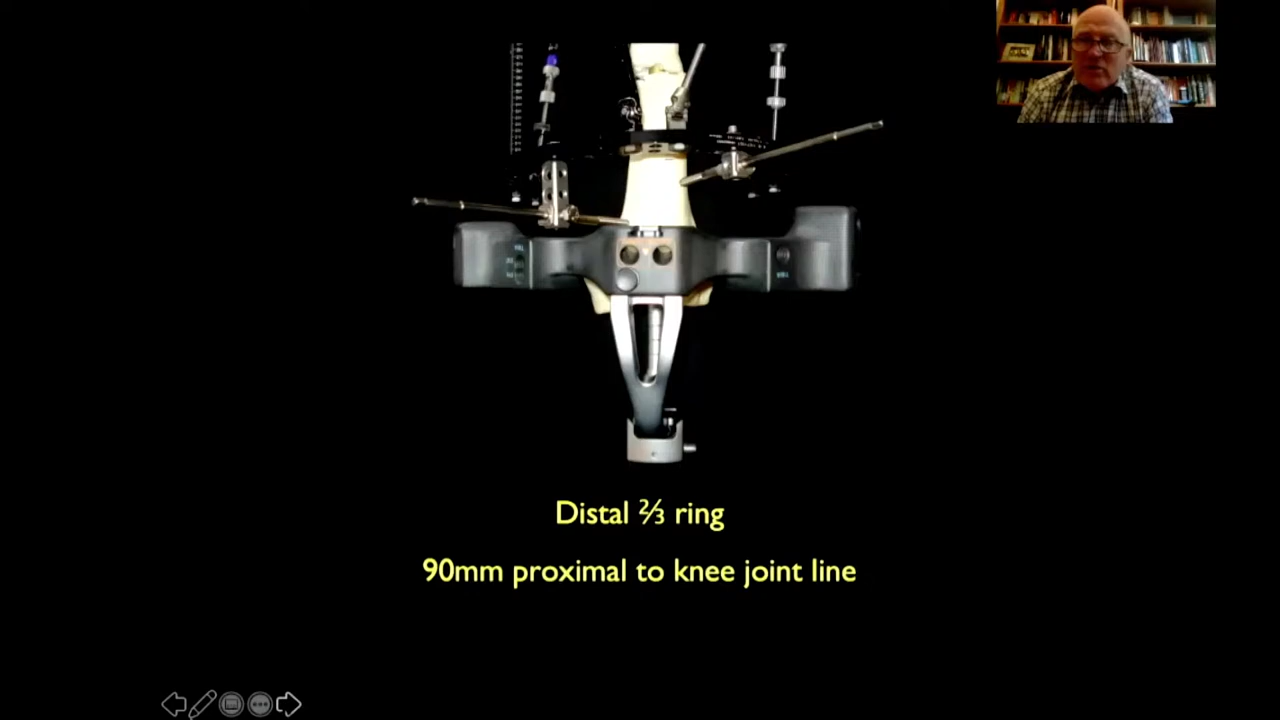 Distal ⅔ ring
90mm proximal to knee joint line